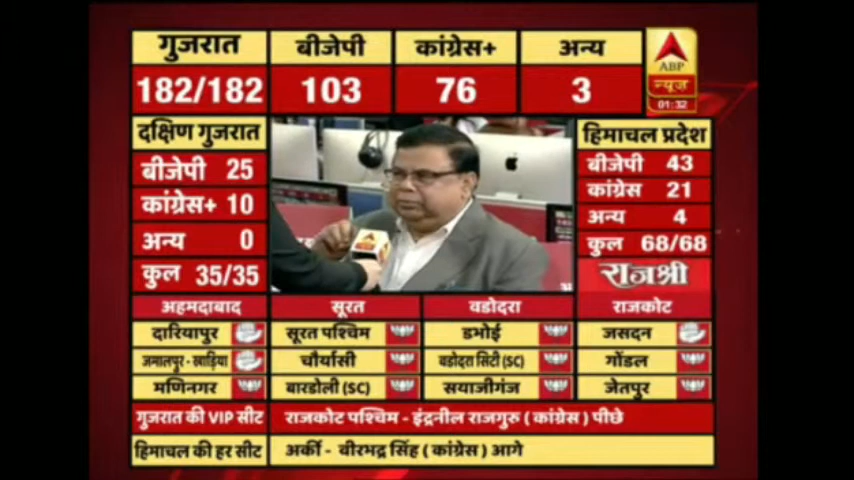 गुजरात बीजेपी कांग्रेस+ अन्य
182/182 103 76 3
ABP
न्यूज़
01:32
दक्षिण गुजरात
बीजेपी 25
कांग्रेस+ 10
अन्य 0
कुल 35/35
ABP
हिमाचल प्रदेश
बीजेपी 43
कांग्रेस 21
अन्य 4
कुल 68/68
राजश्री
अहमदाबाद सूरत वडोदरा राजकोट
दारियापुर सूरत पश्चिम डभोई जसदन
जमालपुर - खाड़िया चौर्यासी वडोदरा सिटी (SC) गोंडल
मणिनगर बारडोली (SC) सयाजीगंज जेतपुर
गुजरात की VIP सीट राजकोट पश्चिम - इंद्रनील राजगुरु ( कांग्रेस ) पीछे
हिमाचल की हर सीट अर्की - वीरभद्र सिंह ( कांग्रेस ) आगे